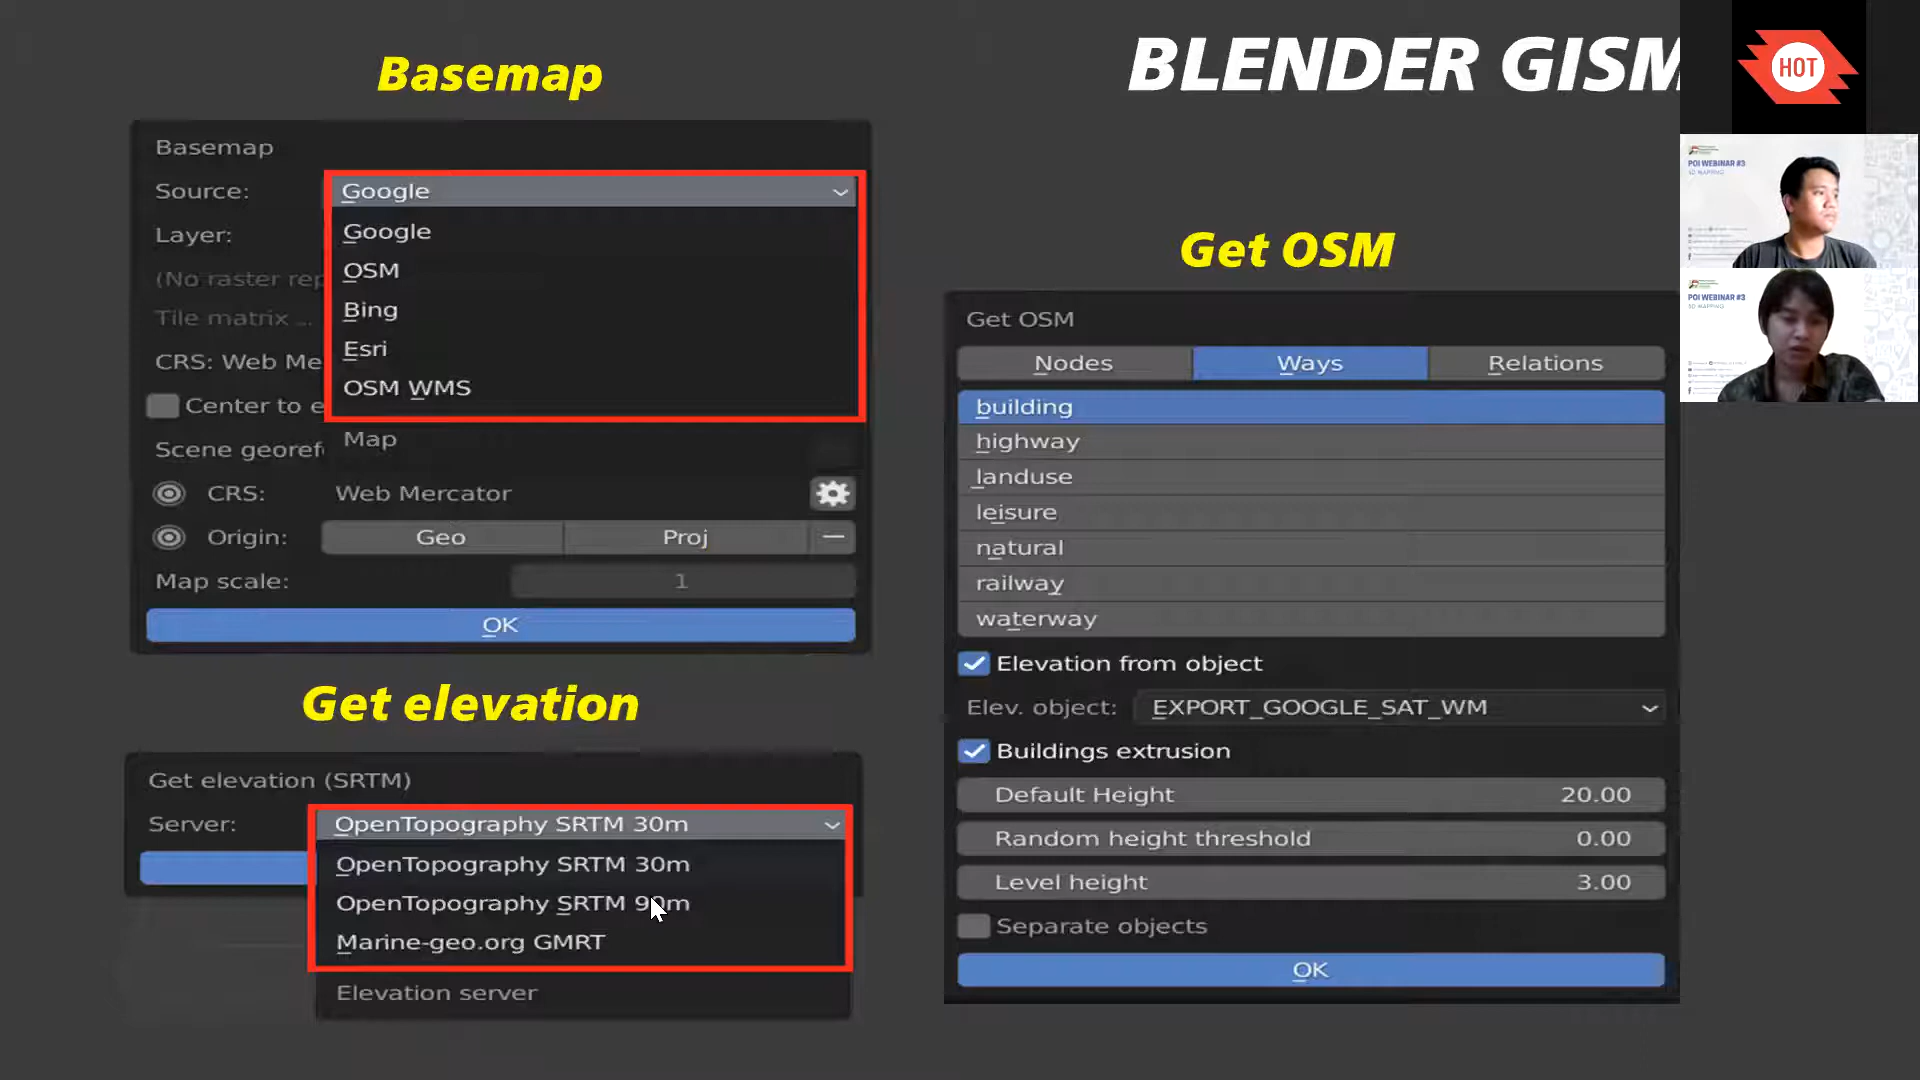 Basemap
BLENDER GISM
HOT
Basemap
Source: Google
Google
Layer:
OSM
(No raster rep
Bing
Tile matrix ...
Esri
CRS: Web Me
OSM WMS
Center to e
Map
Scene georef
CRS: Web Mercator
Origin: Geo Proj
Map scale: 1
OK
Get elevation
Get elevation (SRTM)
Server: OpenTopography SRTM 30m
OpenTopography SRTM 30m
OpenTopography SRTM 90m
Marine-geo.org GMRT
Elevation server
Get OSM
Get OSM
Nodes Ways Relations
building
highway
landuse
leisure
natural
railway
waterway
Elevation from object
Elev. object: EXPORT_GOOGLE_SAT_WM
Buildings extrusion
Default Height 20.00
Random height threshold 0.00
Level height 3.00
Separate objects
OK
POI WEBINAR #3
3D MAPPING
POI WEBINAR #3
3D MAPPING